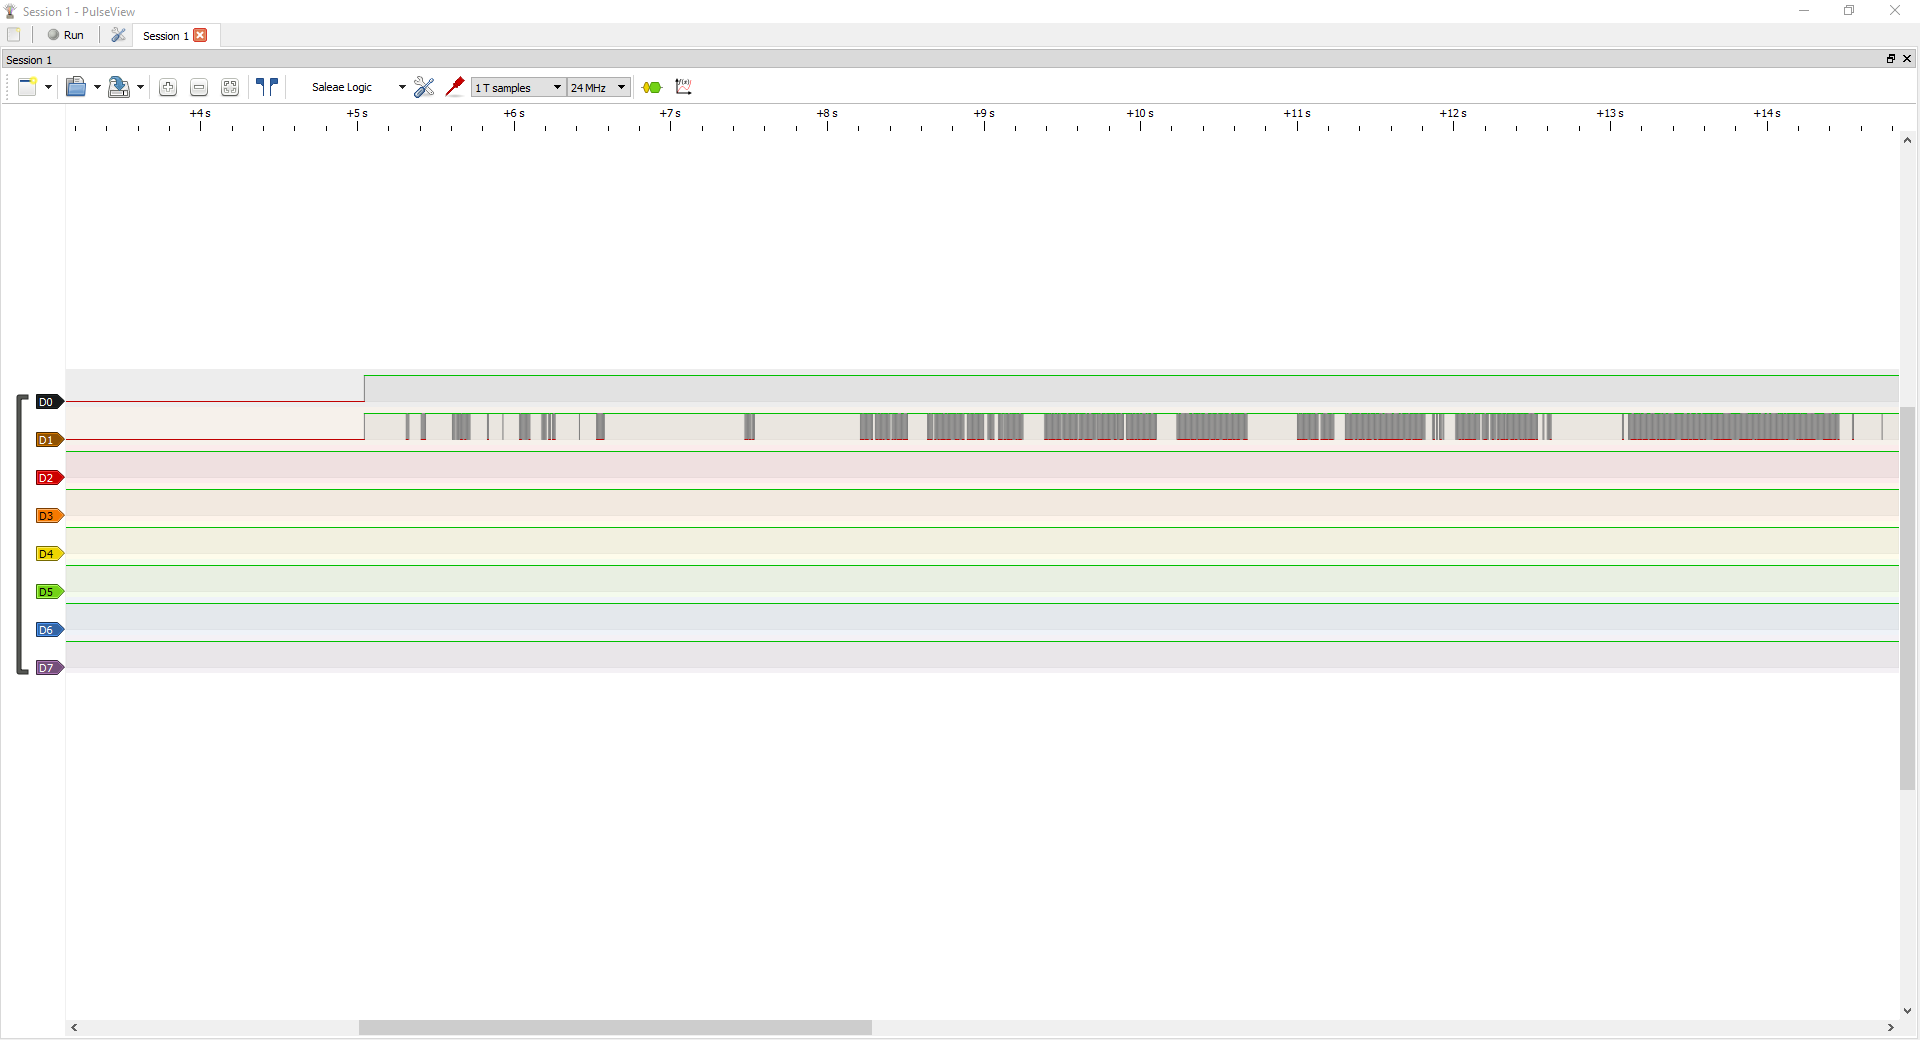 Session 1 - PulseView
Run
Session 1
Session 1
Saleae Logic
1 T samples
24 MHz
+4 s +5 s +6 s +7 s +8 s +9 s +10 s +11 s +12 s +13 s +14 s
D0
D1
D2
D3
D4
D5
D6
D7